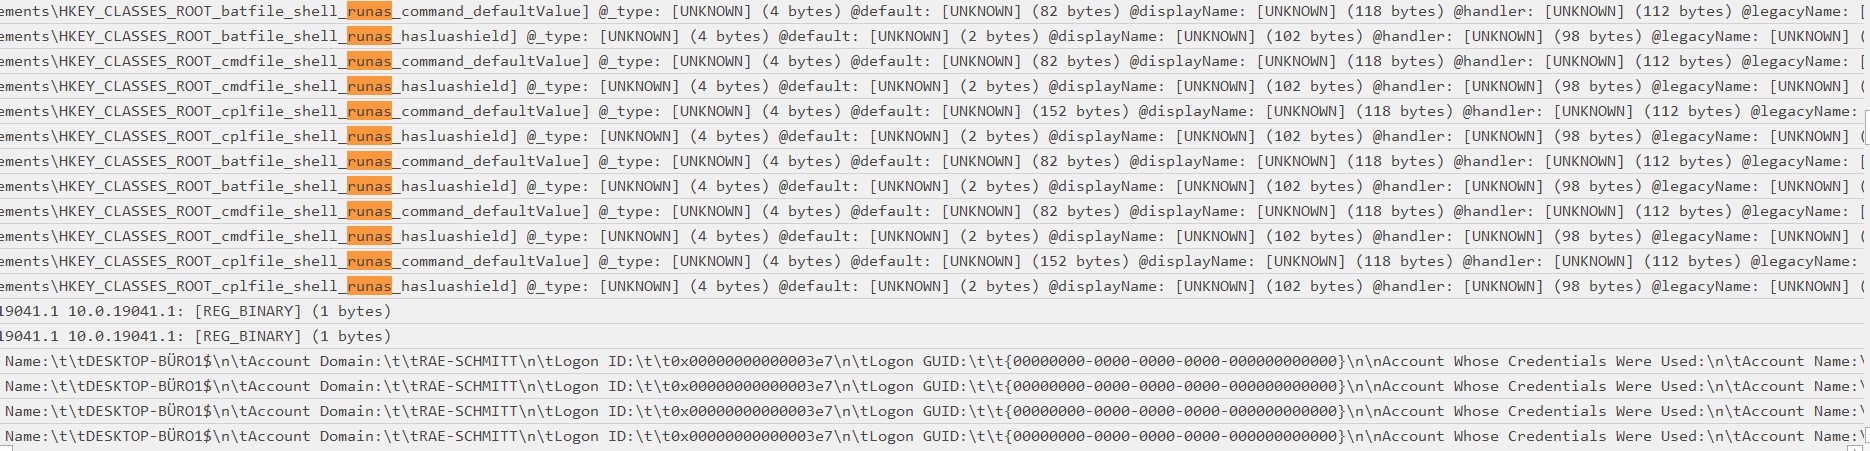 ements\HKEY_CLASSES_ROOT_batfile_shell_runas_command_defaultValue] @_type: [UNKNOWN] (4 bytes) @default: [UNKNOWN] (82 bytes) @displayName: [UNKNOWN] (118 bytes) @handler: [UNKNOWN] (112 bytes) @legacyName: [
ements\HKEY_CLASSES_ROOT_batfile_shell_runas_hasluashield] @_type: [UNKNOWN] (4 bytes) @default: [UNKNOWN] (2 bytes) @displayName: [UNKNOWN] (102 bytes) @handler: [UNKNOWN] (98 bytes) @legacyName: [UNKNOWN] (
ements\HKEY_CLASSES_ROOT_cmdfile_shell_runas_command_defaultValue] @_type: [UNKNOWN] (4 bytes) @default: [UNKNOWN] (82 bytes) @displayName: [UNKNOWN] (118 bytes) @handler: [UNKNOWN] (112 bytes) @legacyName: [
ements\HKEY_CLASSES_ROOT_cmdfile_shell_runas_hasluashield] @_type: [UNKNOWN] (4 bytes) @default: [UNKNOWN] (2 bytes) @displayName: [UNKNOWN] (102 bytes) @handler: [UNKNOWN] (98 bytes) @legacyName: [UNKNOWN] (
ements\HKEY_CLASSES_ROOT_cplfile_shell_runas_command_defaultValue] @_type: [UNKNOWN] (4 bytes) @default: [UNKNOWN] (152 bytes) @displayName: [UNKNOWN] (118 bytes) @handler: [UNKNOWN] (112 bytes) @legacyName:
ements\HKEY_CLASSES_ROOT_cplfile_shell_runas_hasluashield] @_type: [UNKNOWN] (4 bytes) @default: [UNKNOWN] (2 bytes) @displayName: [UNKNOWN] (102 bytes) @handler: [UNKNOWN] (98 bytes) @legacyName: [UNKNOWN] (
ements\HKEY_CLASSES_ROOT_batfile_shell_runas_command_defaultValue] @_type: [UNKNOWN] (4 bytes) @default: [UNKNOWN] (82 bytes) @displayName: [UNKNOWN] (118 bytes) @handler: [UNKNOWN] (112 bytes) @legacyName: [
ements\HKEY_CLASSES_ROOT_batfile_shell_runas_hasluashield] @_type: [UNKNOWN] (4 bytes) @default: [UNKNOWN] (2 bytes) @displayName: [UNKNOWN] (102 bytes) @handler: [UNKNOWN] (98 bytes) @legacyName: [UNKNOWN] (
ements\HKEY_CLASSES_ROOT_cmdfile_shell_runas_command_defaultValue] @_type: [UNKNOWN] (4 bytes) @default: [UNKNOWN] (82 bytes) @displayName: [UNKNOWN] (118 bytes) @handler: [UNKNOWN] (112 bytes) @legacyName: [
ements\HKEY_CLASSES_ROOT_cmdfile_shell_runas_hasluashield] @_type: [UNKNOWN] (4 bytes) @default: [UNKNOWN] (2 bytes) @displayName: [UNKNOWN] (102 bytes) @handler: [UNKNOWN] (98 bytes) @legacyName: [UNKNOWN] (
ements\HKEY_CLASSES_ROOT_cplfile_shell_runas_command_defaultValue] @_type: [UNKNOWN] (4 bytes) @default: [UNKNOWN] (152 bytes) @displayName: [UNKNOWN] (118 bytes) @handler: [UNKNOWN] (112 bytes) @legacyName:
ements\HKEY_CLASSES_ROOT_cplfile_shell_runas_hasluashield] @_type: [UNKNOWN] (4 bytes) @default: [UNKNOWN] (2 bytes) @displayName: [UNKNOWN] (102 bytes) @handler: [UNKNOWN] (98 bytes) @legacyName: [UNKNOWN] (
19041.1 10.0.19041.1: [REG_BINARY] (1 bytes)
19041.1 10.0.19041.1: [REG_BINARY] (1 bytes)
Name:\t\tDESKTOP-BÜRO1$\n\tAccount Domain:\t\tRAE-SCHMITT\n\tLogon ID:\t\t0x00000000000003e7\n\tLogon GUID:\t\t{00000000-0000-0000-0000-000000000000}\n\nAccount Whose Credentials Were Used:\n\tAccount Name:\
Name:\t\tDESKTOP-BÜRO1$\n\tAccount Domain:\t\tRAE-SCHMITT\n\tLogon ID:\t\t0x00000000000003e7\n\tLogon GUID:\t\t{00000000-0000-0000-0000-000000000000}\n\nAccount Whose Credentials Were Used:\n\tAccount Name:\
Name:\t\tDESKTOP-BÜRO1$\n\tAccount Domain:\t\tRAE-SCHMITT\n\tLogon ID:\t\t0x00000000000003e7\n\tLogon GUID:\t\t{00000000-0000-0000-0000-000000000000}\n\nAccount Whose Credentials Were Used:\n\tAccount Name:\
Name:\t\tDESKTOP-BÜRO1$\n\tAccount Domain:\t\tRAE-SCHMITT\n\tLogon ID:\t\t0x00000000000003e7\n\tLogon GUID:\t\t{00000000-0000-0000-0000-000000000000}\n\nAccount Whose Credentials Were Used:\n\tAccount Name:\